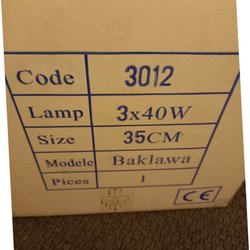 Code 3012
Lamp 3x40W
Size 35CM
Modele Baklawa
Pices 1
CE